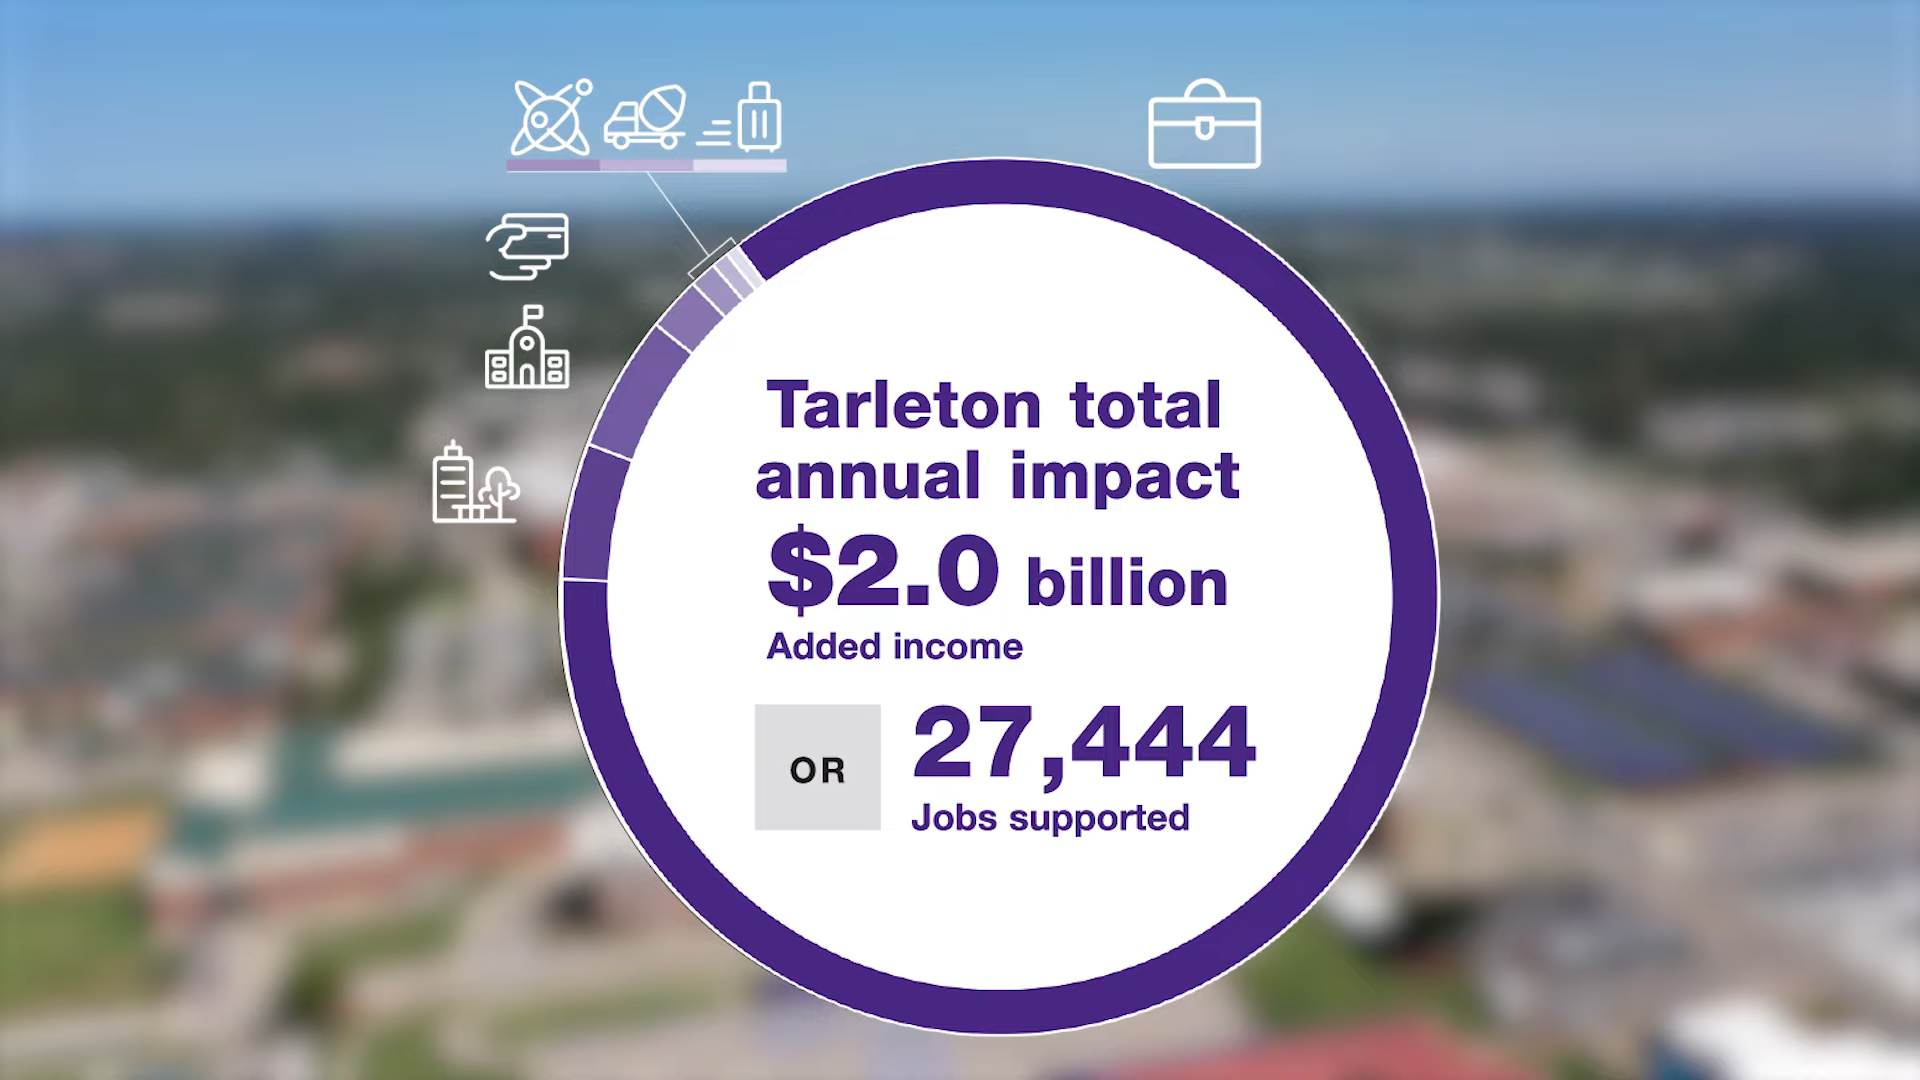 Tarleton total
annual impact
$2.0 billion
Added income
OR
27,444
Jobs supported